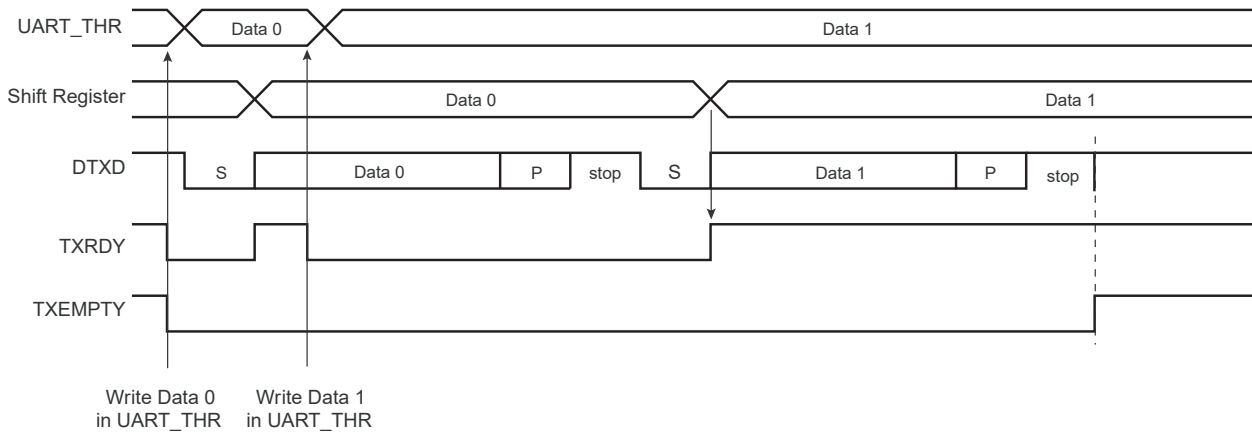 UART_THR
Data 0
Data 1
Shift Register
Data 0
Data 1
DTXD
S
Data 0
P
stop
S
Data 1
P
stop
TXRDY
TXEMPTY
Write Data 0
in UART_THR
Write Data 1
in UART_THR